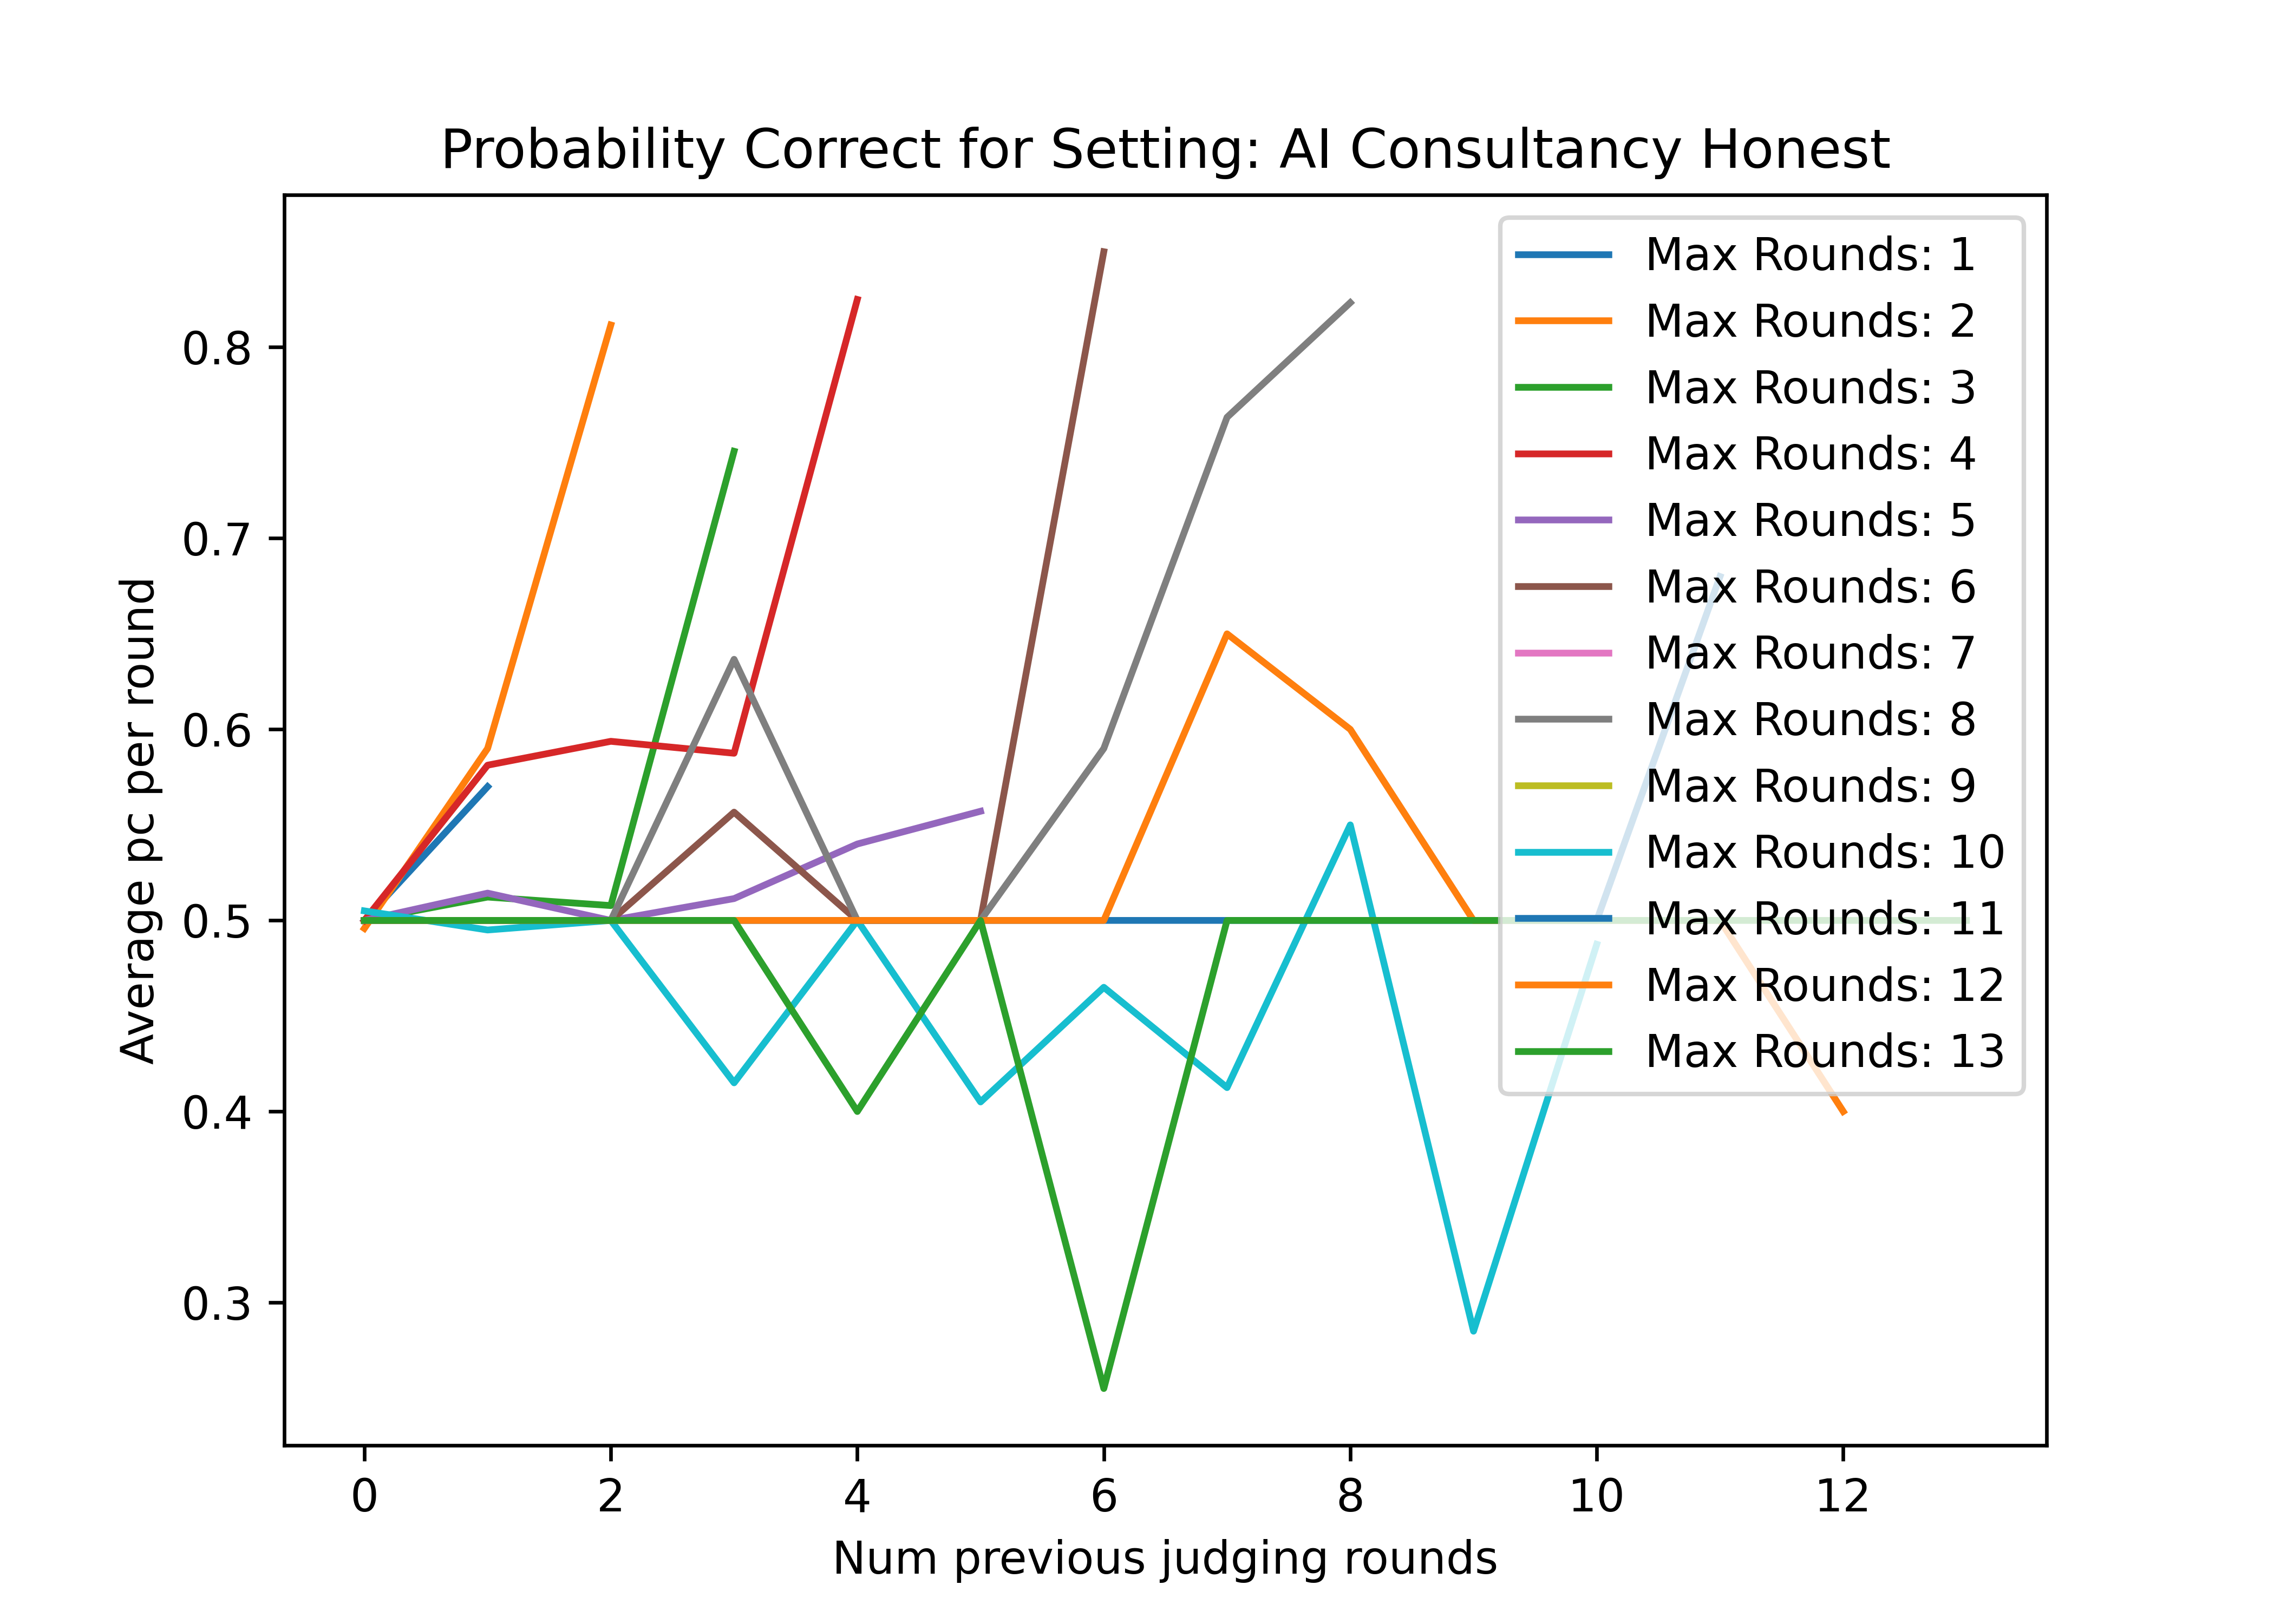 Probability Correct for Setting: AI Consultancy Honest
Average pc per round
0.8
0.7
0.6
0.5
0.4
0.3
0 2 4 6 8 10 12
Num previous judging rounds
Max Rounds: 1
Max Rounds: 2
Max Rounds: 3
Max Rounds: 4
Max Rounds: 5
Max Rounds: 6
Max Rounds: 7
Max Rounds: 8
Max Rounds: 9
Max Rounds: 10
Max Rounds: 11
Max Rounds: 12
Max Rounds: 13